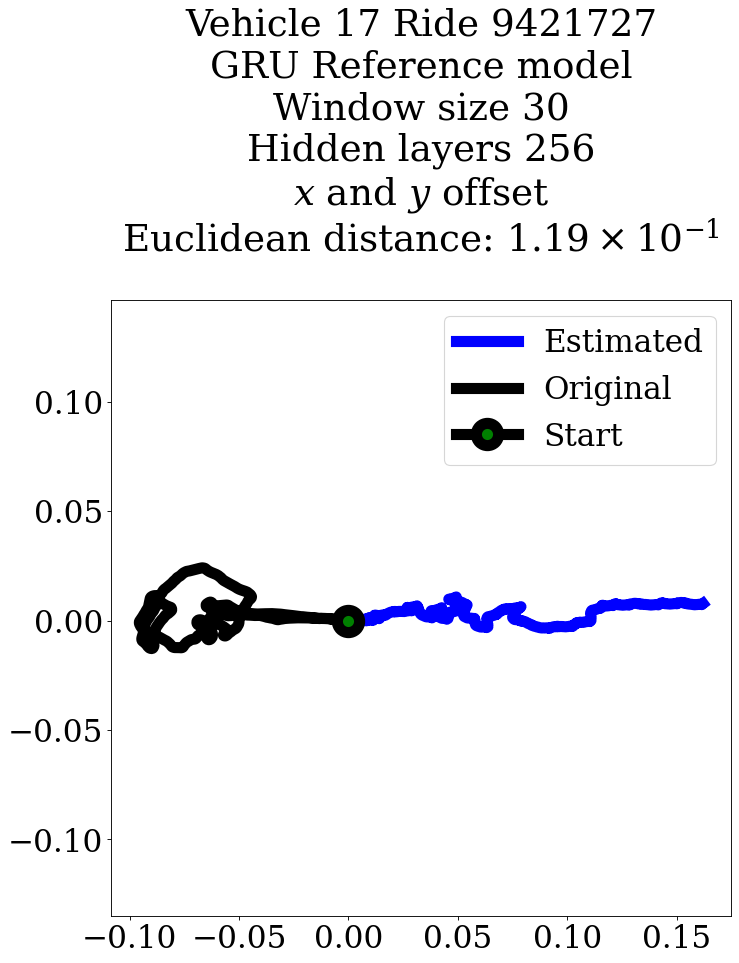 Vehicle 17 Ride 9421727
GRU Reference model
Window size 30
Hidden layers 256
x and y offset
Euclidean distance: 1.19 × 10⁻¹
Estimated
Original
Start
0.10
0.05
0.00
−0.05
−0.10
−0.10 −0.05 0.00 0.05 0.10 0.15